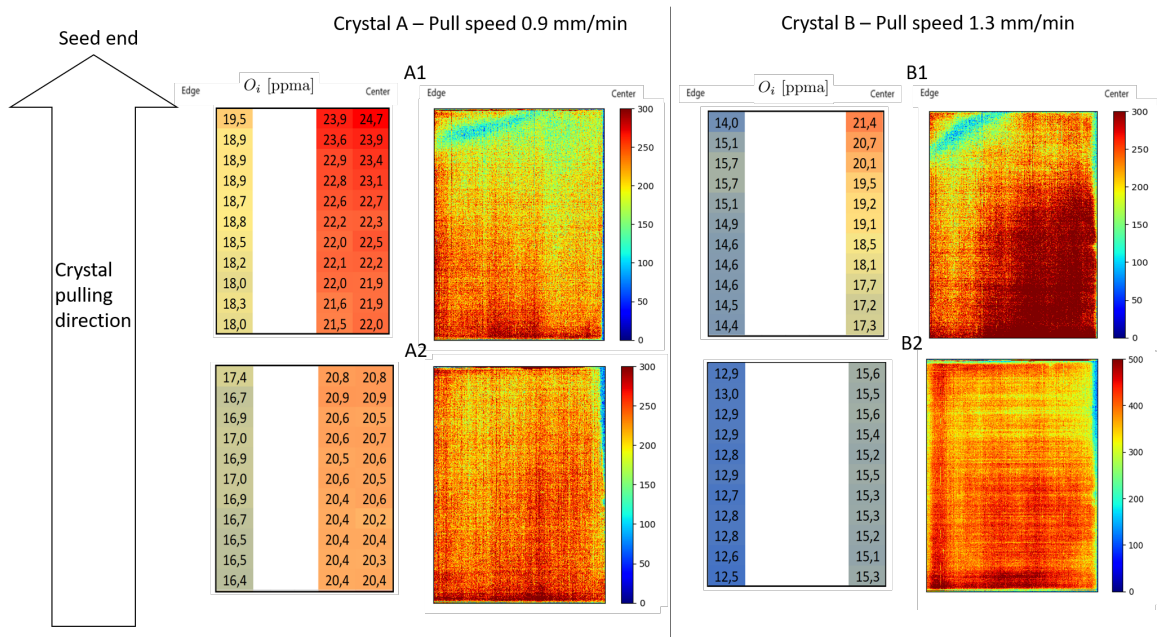 Crystal A – Pull speed 0.9 mm/min
Crystal B – Pull speed 1.3 mm/min
Seed end
Crystal
pulling
direction
A1
Edge
O_i [ppma]
Center
19,5 23,9 24,7
18,9 23,6 23,9
18,9 22,9 23,4
18,9 22,8 23,1
18,7 22,6 22,7
18,8 22,2 22,3
18,5 22,0 22,5
18,2 22,1 22,2
18,0 22,0 21,9
18,3 21,6 21,9
18,0 21,5 22,0
Edge
Center
300
250
200
150
100
50
0
A2
17,4 20,8 20,8
16,7 20,9 20,9
16,9 20,6 20,5
17,0 20,6 20,7
16,9 20,5 20,6
17,0 20,6 20,5
16,9 20,4 20,6
16,7 20,4 20,2
16,5 20,4 20,4
16,5 20,4 20,3
16,4 20,4 20,4
300
250
200
150
100
50
0
B1
Edge
O_i [ppma]
Center
14,0 21,4
15,1 20,7
15,7 20,1
15,7 19,5
15,1 19,2
14,9 19,1
14,6 18,5
14,6 18,1
14,6 17,7
14,5 17,2
14,4 17,3
Edge
Center
300
250
200
150
100
50
0
B2
12,9 15,6
13,0 15,5
12,9 15,6
12,9 15,4
12,8 15,2
12,9 15,5
12,7 15,3
12,8 15,3
12,8 15,2
12,6 15,1
12,5 15,3
500
400
300
200
100
0